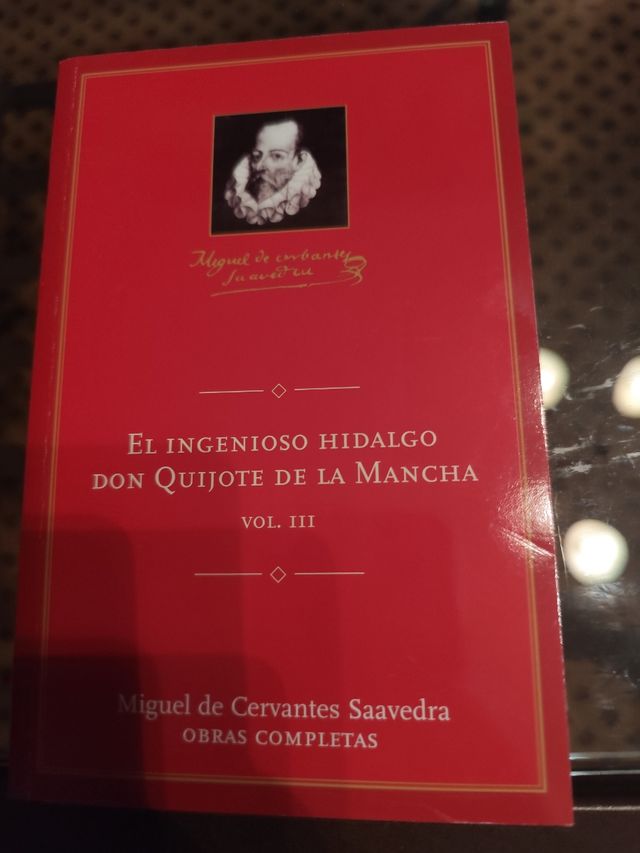 Miguel de cerbantes
Saavedra
EL INGENIOSO HIDALGO
DON QUIJOTE DE LA MANCHA
VOL. III
Miguel de Cervantes Saavedra
OBRAS COMPLETAS